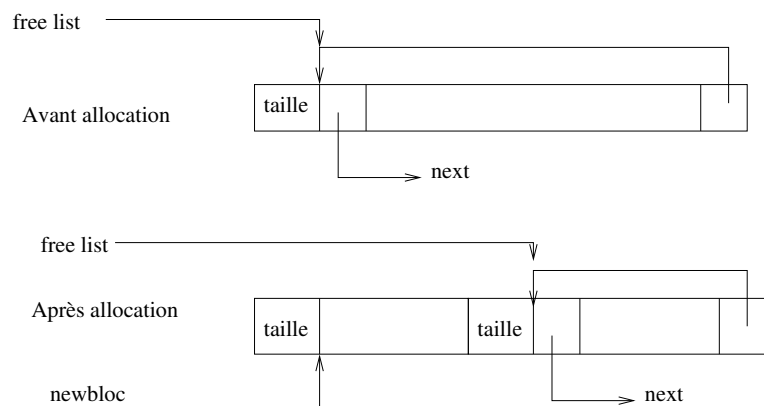 free list
taille
Avant allocation
next
free list
Après allocation
taille
taille
newbloc
next